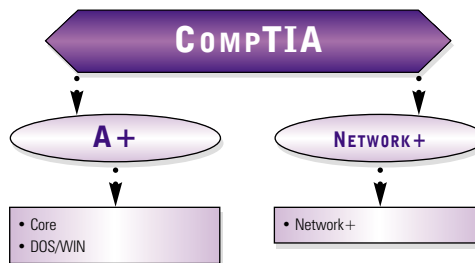 COMPTIA
A+
NETWORK+
• Core
• DOS/WIN
• Network+